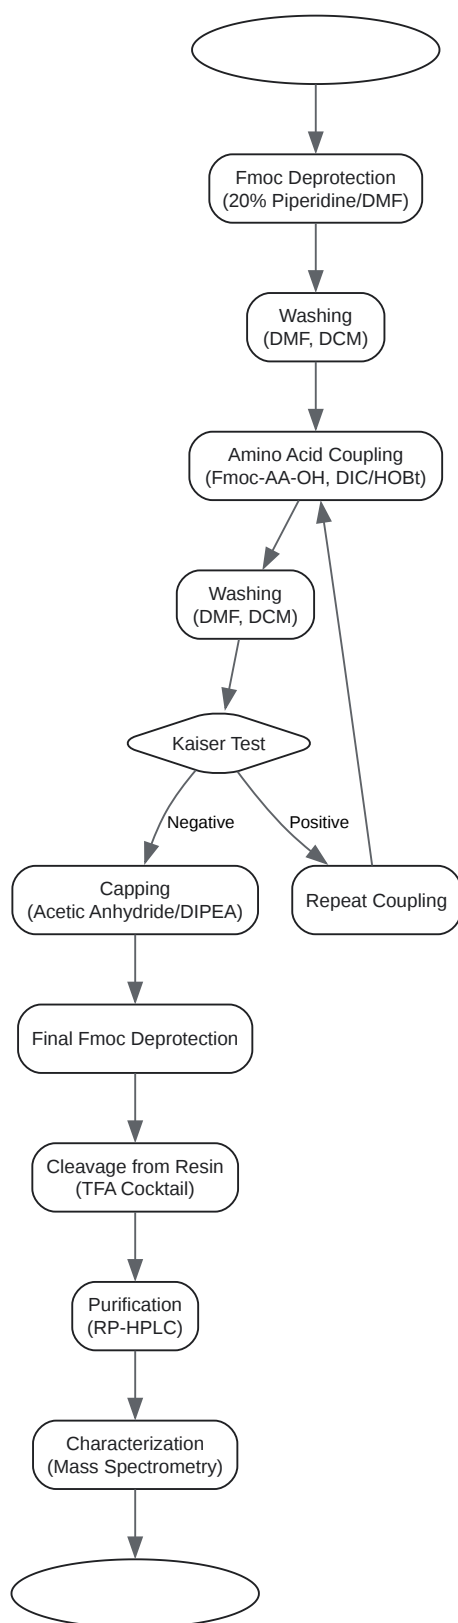 Fmoc Deprotection
(20% Piperidine/DMF)
Washing
(DMF, DCM)
Amino Acid Coupling
(Fmoc-AA-OH, DIC/HOBt)
Washing
(DMF, DCM)
Kaiser Test
Negative
Positive
Capping
(Acetic Anhydride/DIPEA)
Repeat Coupling
Final Fmoc Deprotection
Cleavage from Resin
(TFA Cocktail)
Purification
(RP-HPLC)
Characterization
(Mass Spectrometry)